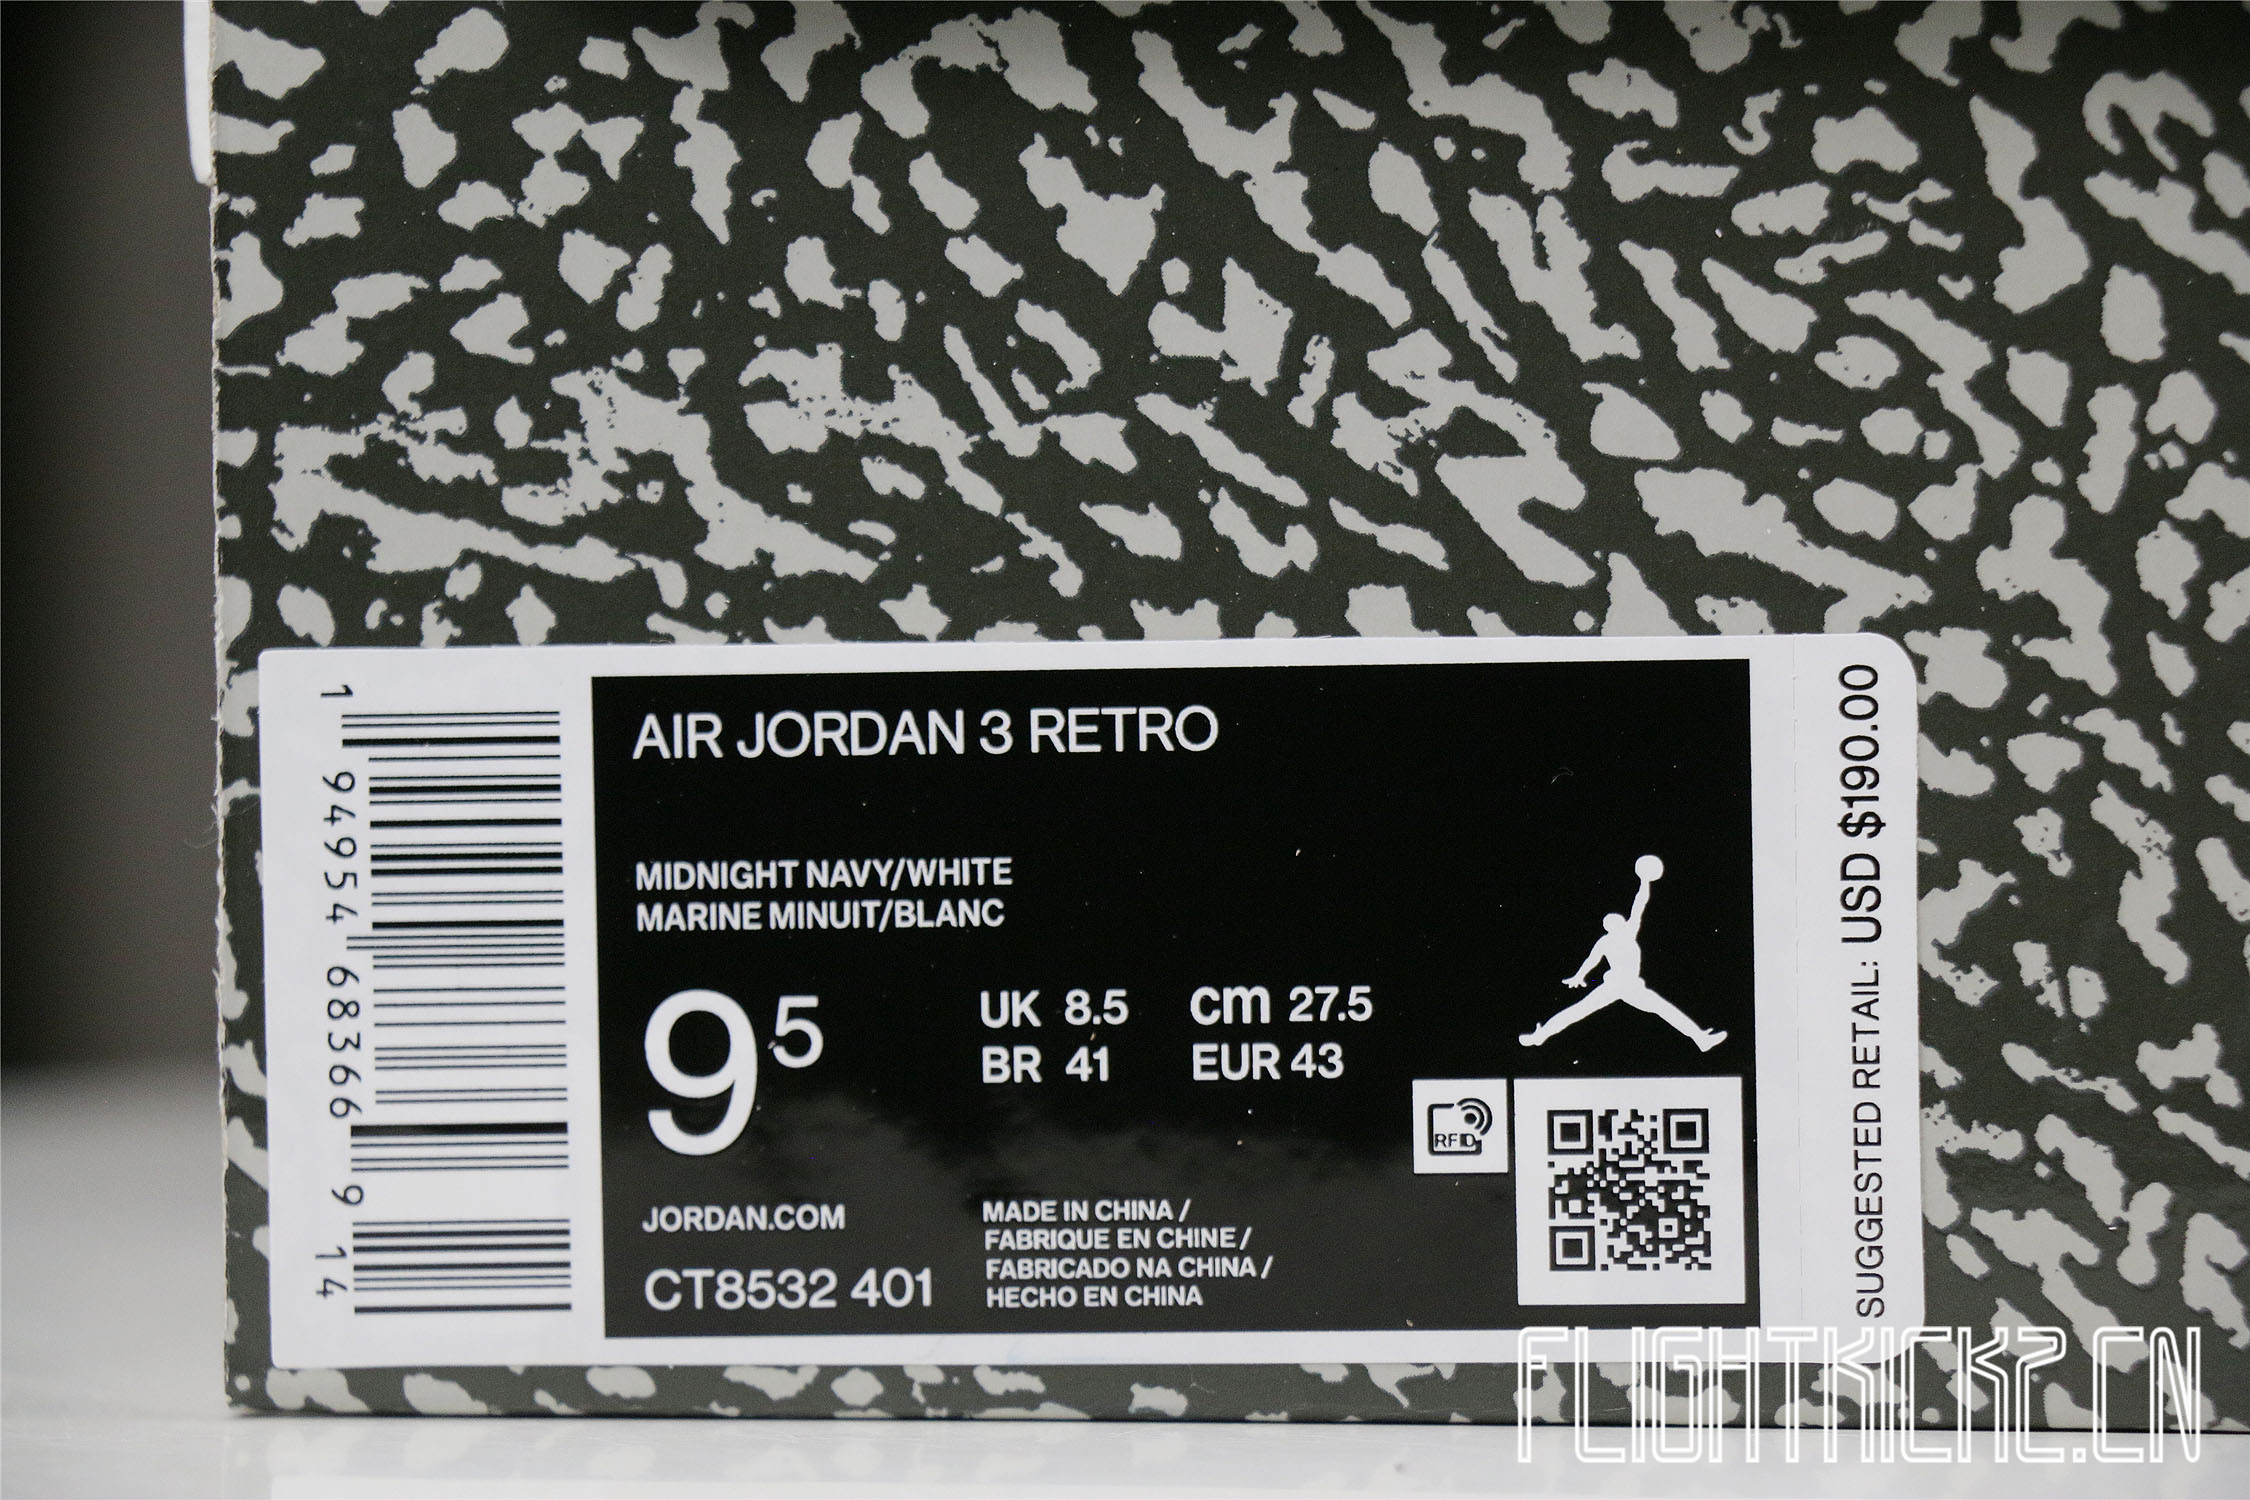 1 94954 68366 9 14
AIR JORDAN 3 RETRO
MIDNIGHT NAVY/WHITE
MARINE MINUIT/BLANC
9 5
UK 8.5 cm 27.5
BR 41 EUR 43
RFID
JORDAN.COM
CT8532 401
MADE IN CHINA /
FABRIQUE EN CHINE /
FABRICADO NA CHINA /
HECHO EN CHINA
SUGGESTED RETAIL: USD $190.00
FLIGHTKICKZ.CN